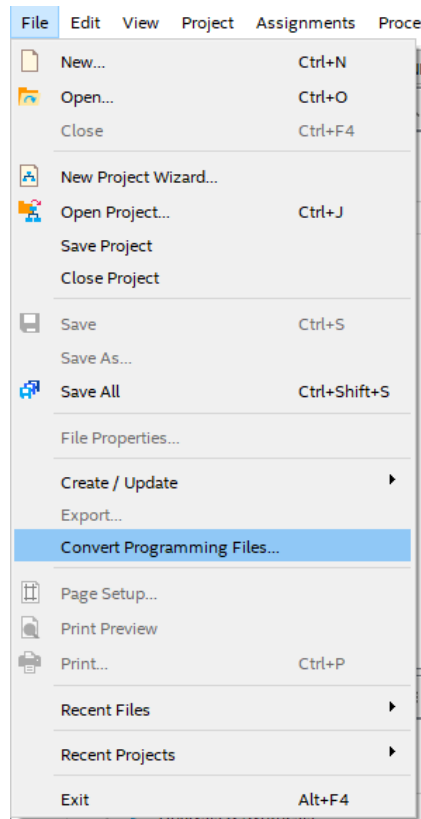 File Edit View Project Assignments Proce
New... Ctrl+N
Open... Ctrl+O
Close Ctrl+F4
New Project Wizard...
Open Project... Ctrl+J
Save Project
Close Project
Save Ctrl+S
Save As...
Save All Ctrl+Shift+S
File Properties...
Create / Update
Export...
Convert Programming Files...
Page Setup...
Print Preview
Print... Ctrl+P
Recent Files
Recent Projects
Exit Alt+F4